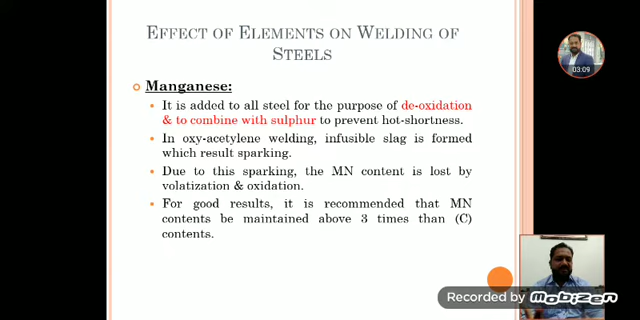 EFFECT OF ELEMENTS ON WELDING OF
STEELS
Manganese:
It is added to all steel for the purpose of de-oxidation
& to combine with sulphur to prevent hot-shortness.
In oxy-acetylene welding, infusible slag is formed
which result sparking.
Due to this sparking, the MN content is lost by
volatization & oxidation.
For good results, it is recommended that MN
contents be maintained above 3 times than (C)
contents.
03:09
Recorded by mobizen